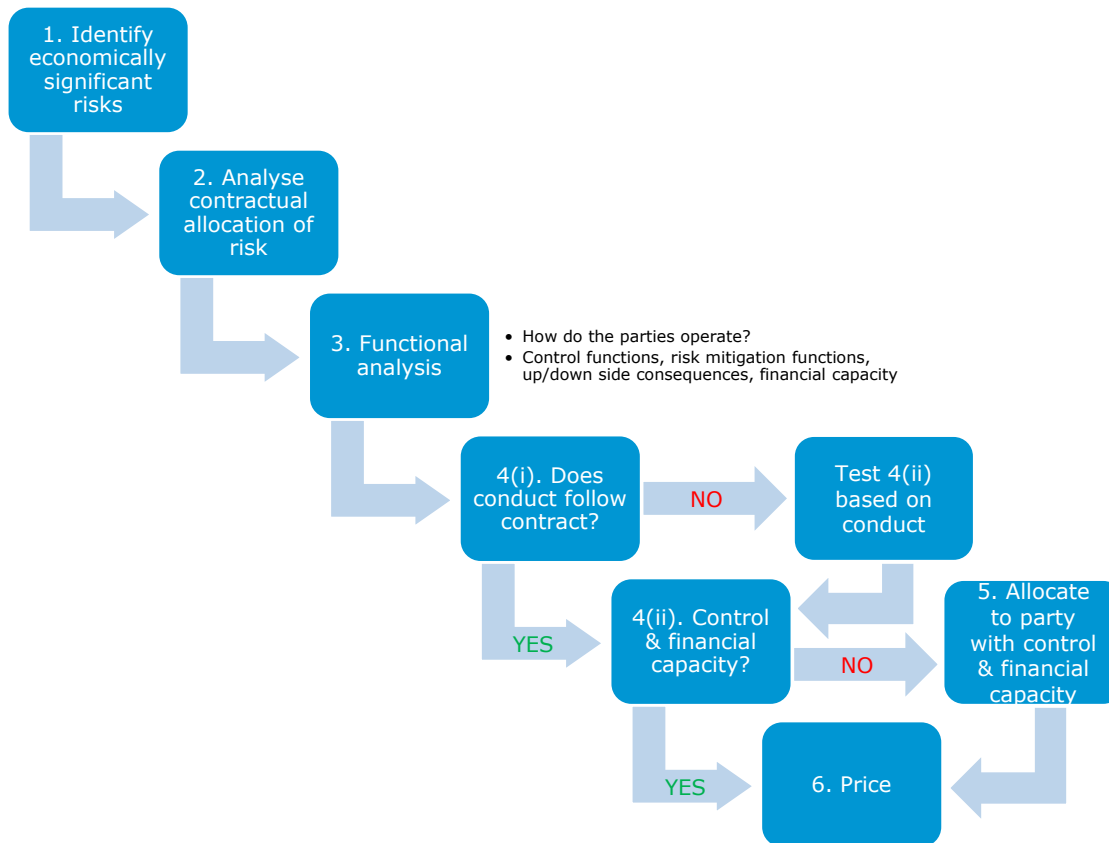 1. Identify
economically
significant
risks
2. Analyse
contractual
allocation of
risk
3. Functional
analysis
• How do the parties operate?
• Control functions, risk mitigation functions,
up/down side consequences, financial capacity
4(i). Does
conduct follow
contract?
NO
Test 4(ii)
based on
conduct
YES
4(ii). Control
& financial
capacity?
NO
5. Allocate
to party
with control
& financial
capacity
YES
6. Price